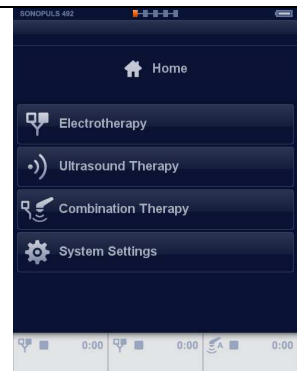 SONOPULS 492
Home
Electrotherapy
Ultrasound Therapy
Combination Therapy
System Settings
0:00 0:00 A 0:00